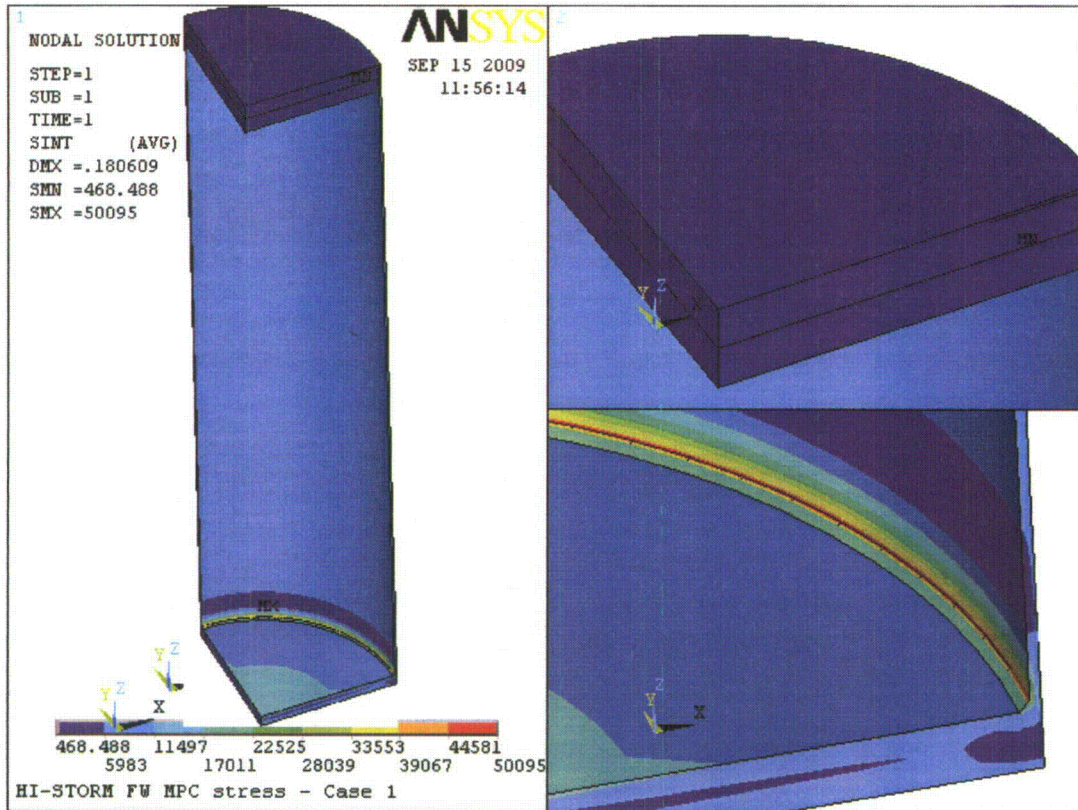 1
ANSYS
NODAL SOLUTION
SEP 15 2009
11:56:14
STEP=1
SUB =1
TIME=1
SINT (AVG)
DMX =.180609
SMN =468.488
SMX =50095
MN
MX
Y Z
Y Z X
468.488 11497 22525 33553 44581
5983 17011 28039 39067 50095
HI-STORM FW MPC stress - Case 1
2
MN
Y Z X
Y Z X